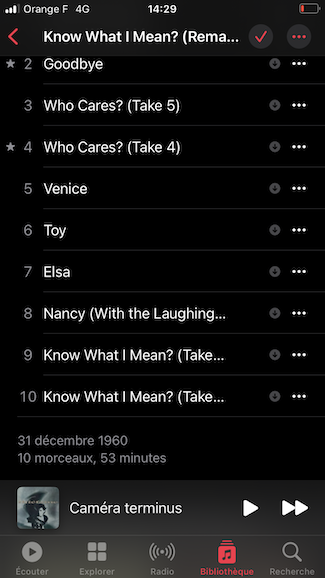 Orange F 4G 14:29
Know What I Mean? (Rema...
2 Goodbye
3 Who Cares? (Take 5)
4 Who Cares? (Take 4)
5 Venice
6 Toy
7 Elsa
8 Nancy (With the Laughing...
9 Know What I Mean? (Take...
10 Know What I Mean? (Take...
31 décembre 1960
10 morceaux, 53 minutes
Caméra terminus
Écouter Explorer Radio Bibliothèque Recherche